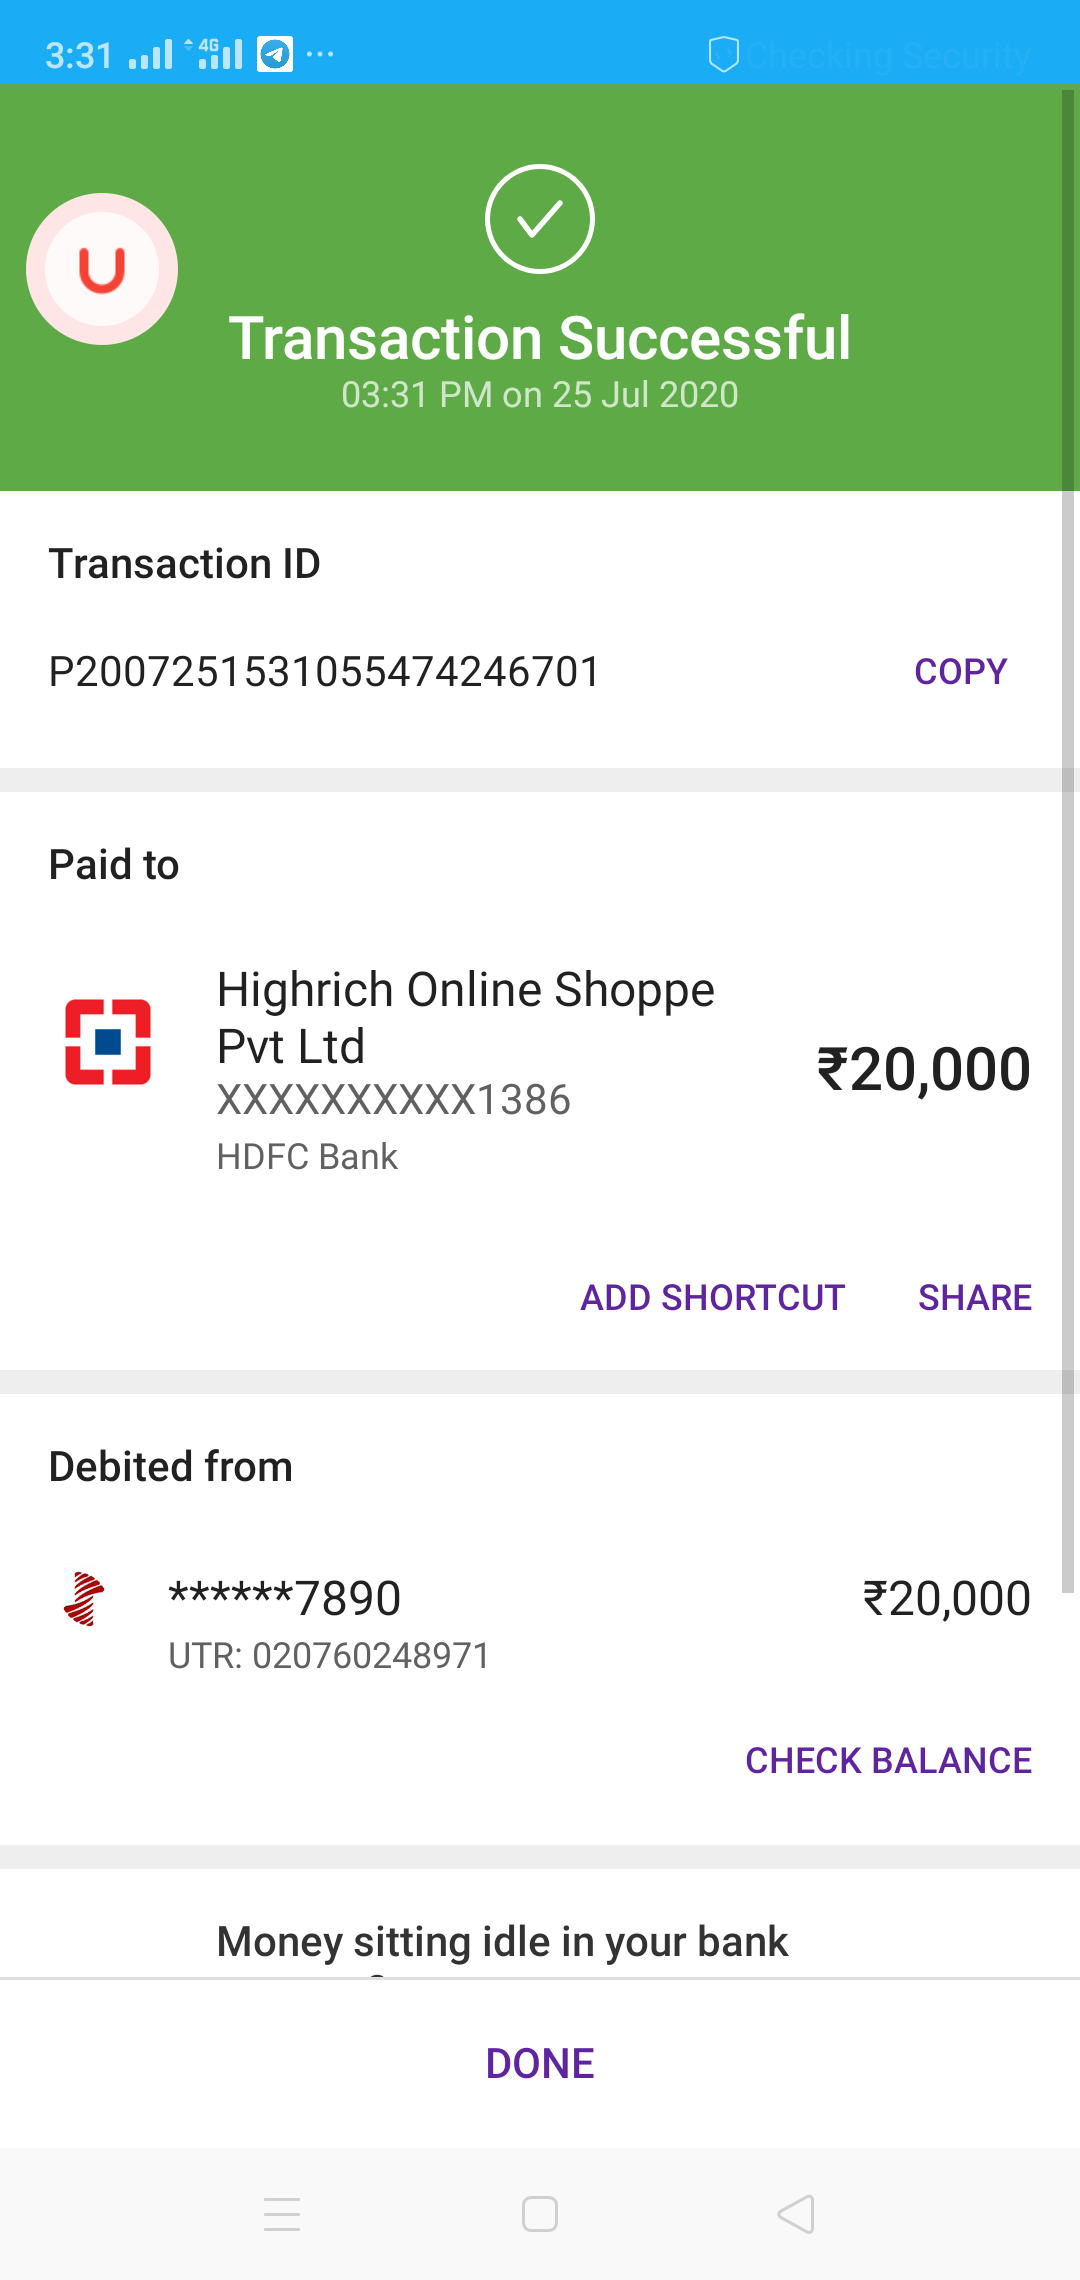 3:31 4G ... Checking Security
U
Transaction Successful
03:31 PM on 25 Jul 2020
Transaction ID
P2007251531055474246701 COPY
Paid to
Highrich Online Shoppe
Pvt Ltd
₹20,000
XXXXXXXXXX1386
HDFC Bank
ADD SHORTCUT SHARE
Debited from
******7890 ₹20,000
UTR: 020760248971
CHECK BALANCE
Money sitting idle in your bank
DONE